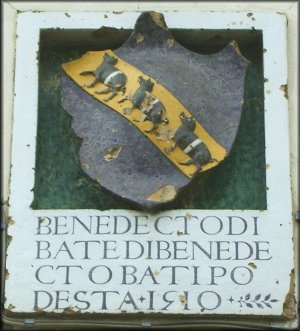 BENEDECTO DI
BATE DI BENEDE
CTO BATI PO
DESTA · 1510 ·